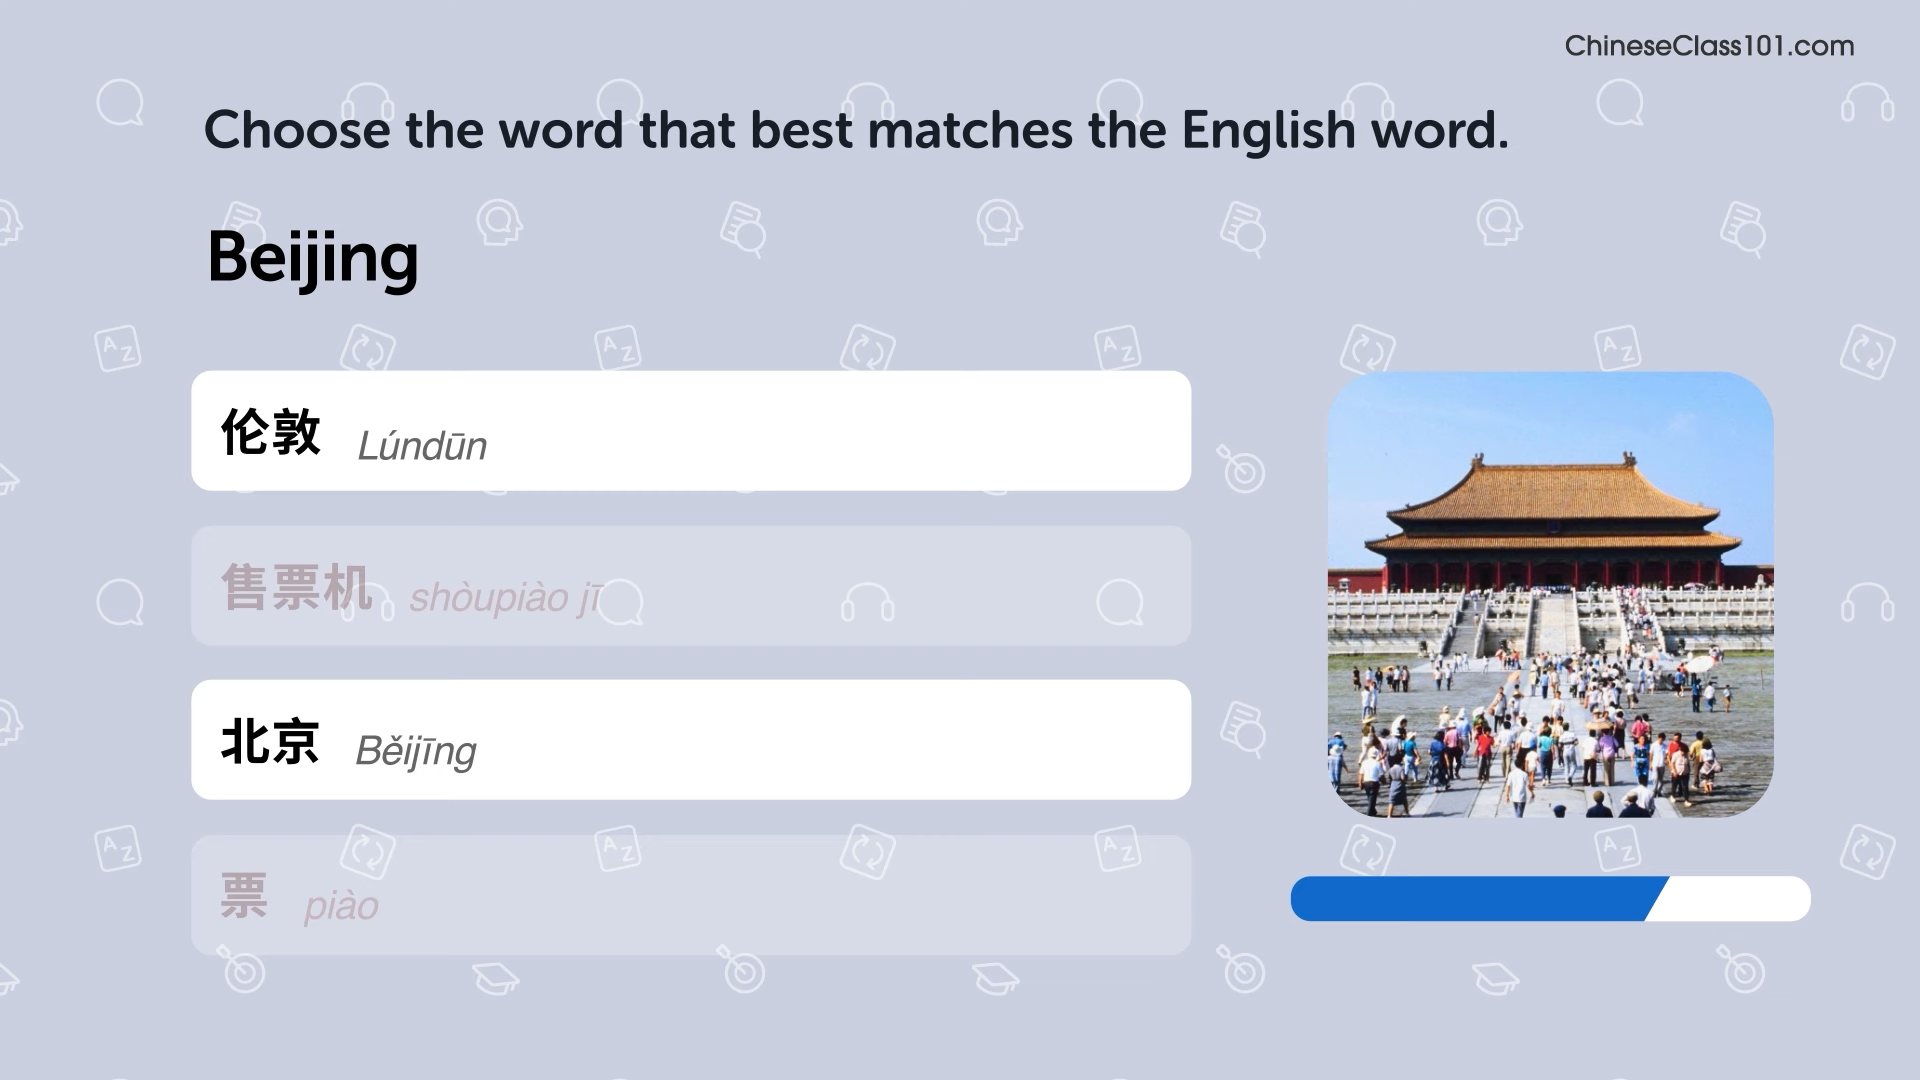 ChineseClass101.com
Choose the word that best matches the English word.
Beijing
伦敦 Lúndūn
售票机 shòupiào jī
北京 Běijīng
票 piào